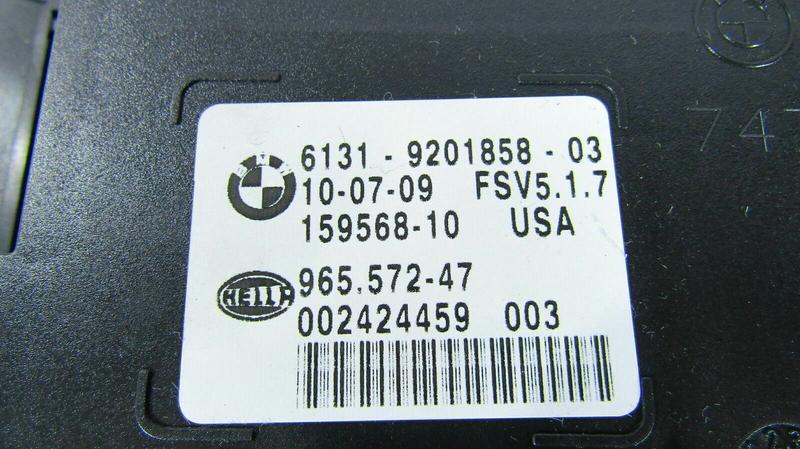 6131 - 9201858 - 03
10-07-09 FSV5.1.7
159568-10 USA
HELLA
965.572-47
002424459 003